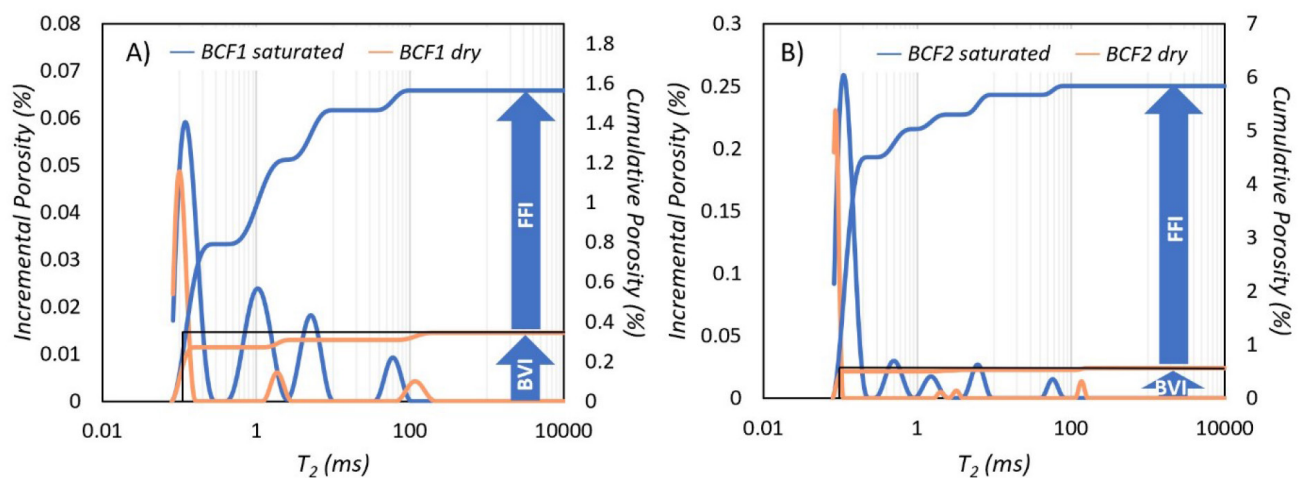 A)
BCF1 saturated
BCF1 dry
Incremental Porosity (%)
0.08
0.07
0.06
0.05
0.04
0.03
0.02
0.01
0
1.8
1.6
1.4
1.2
1
0.8
0.6
0.4
0.2
0
Cumulative Porosity (%)
FFI
BVI
0.01
1
100
10000
T2 (ms)
B)
BCF2 saturated
BCF2 dry
Incremental Porosity (%)
0.3
0.25
0.2
0.15
0.1
0.05
0
7
6
5
4
3
2
1
0
Cumulative Porosity (%)
FFI
BVI
0.01
1
100
10000
T2 (ms)